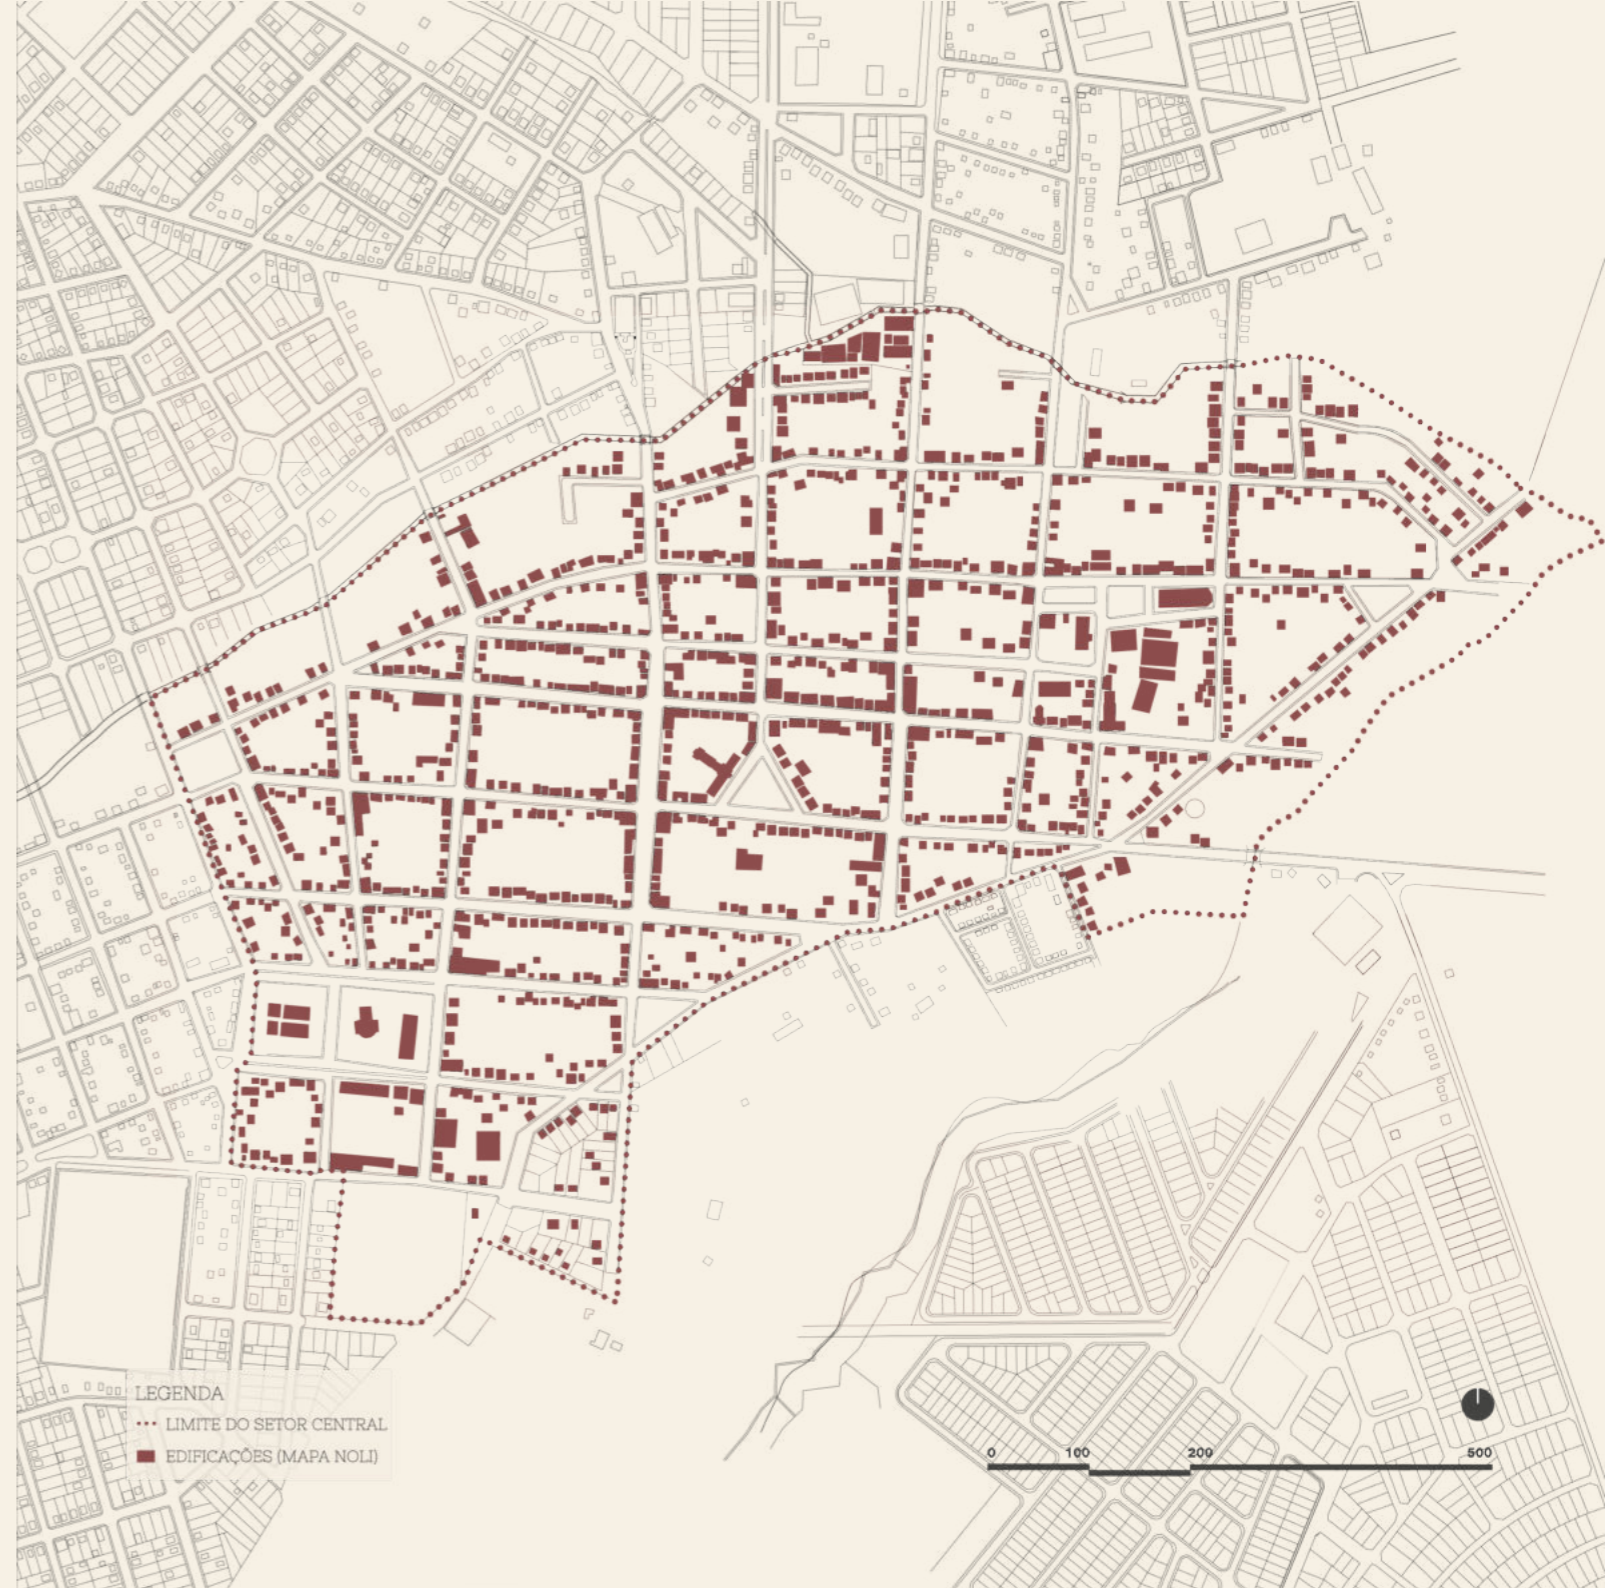 LEGENDA
LIMITE DO SETOR CENTRAL
EDIFICAÇÕES (MAPA NOLI)
0 100 200 500